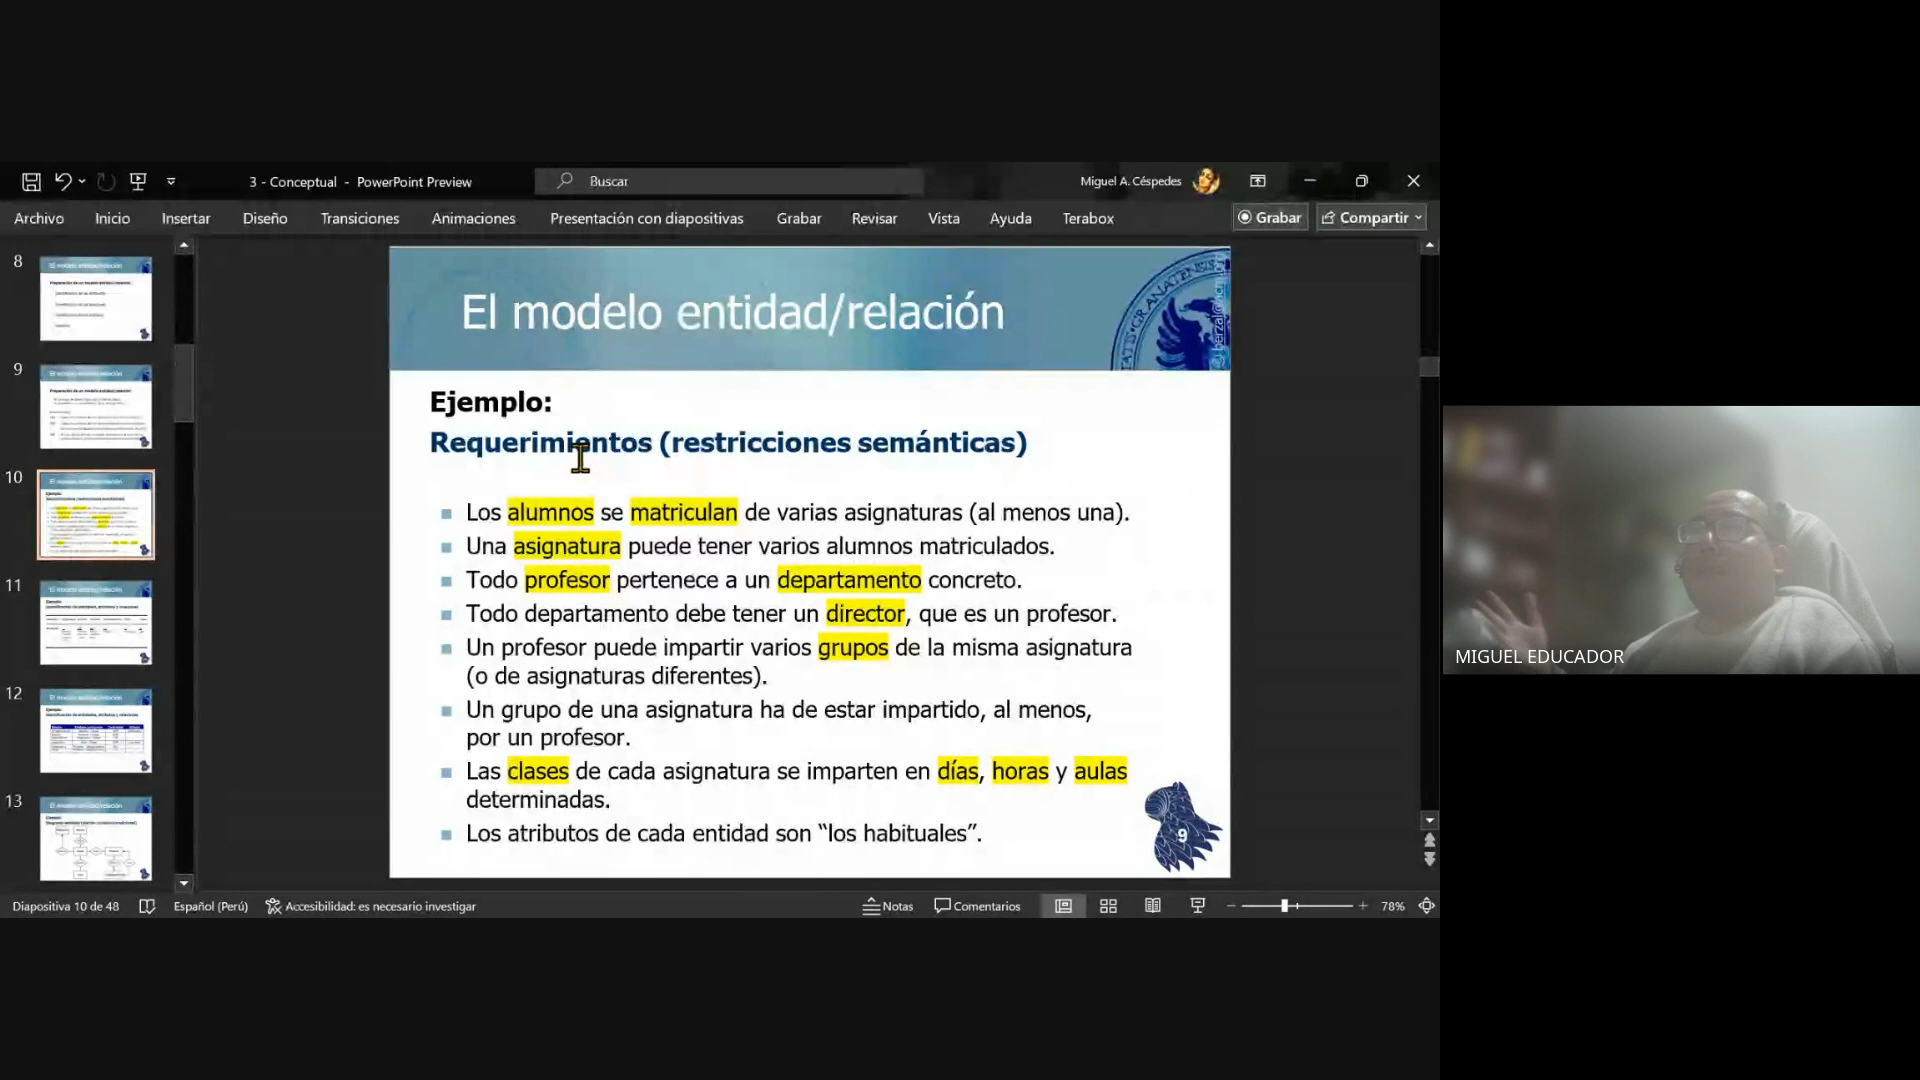 3 - Conceptual - PowerPoint Preview
Buscar
Miguel A. Céspedes
Archivo Inicio Insertar Diseño Transiciones Animaciones Presentación con diapositivas Grabar Revisar Vista Ayuda Terabox
Grabar Compartir
8
9
10
11
12
13
El modelo entidad/relación
Ejemplo:
Requerimientos (restricciones semánticas)
Los alumnos se matriculan de varias asignaturas (al menos una).
Una asignatura puede tener varios alumnos matriculados.
Todo profesor pertenece a un departamento concreto.
Todo departamento debe tener un director, que es un profesor.
Un profesor puede impartir varios grupos de la misma asignatura
(o de asignaturas diferentes).
Un grupo de una asignatura ha de estar impartido, al menos,
por un profesor.
Las clases de cada asignatura se imparten en días, horas y aulas
determinadas.
Los atributos de cada entidad son “los habituales”.
9
MIGUEL EDUCADOR
Diapositiva 10 de 48 Español (Perú) Accesibilidad: es necesario investigar Notas Comentarios 78%